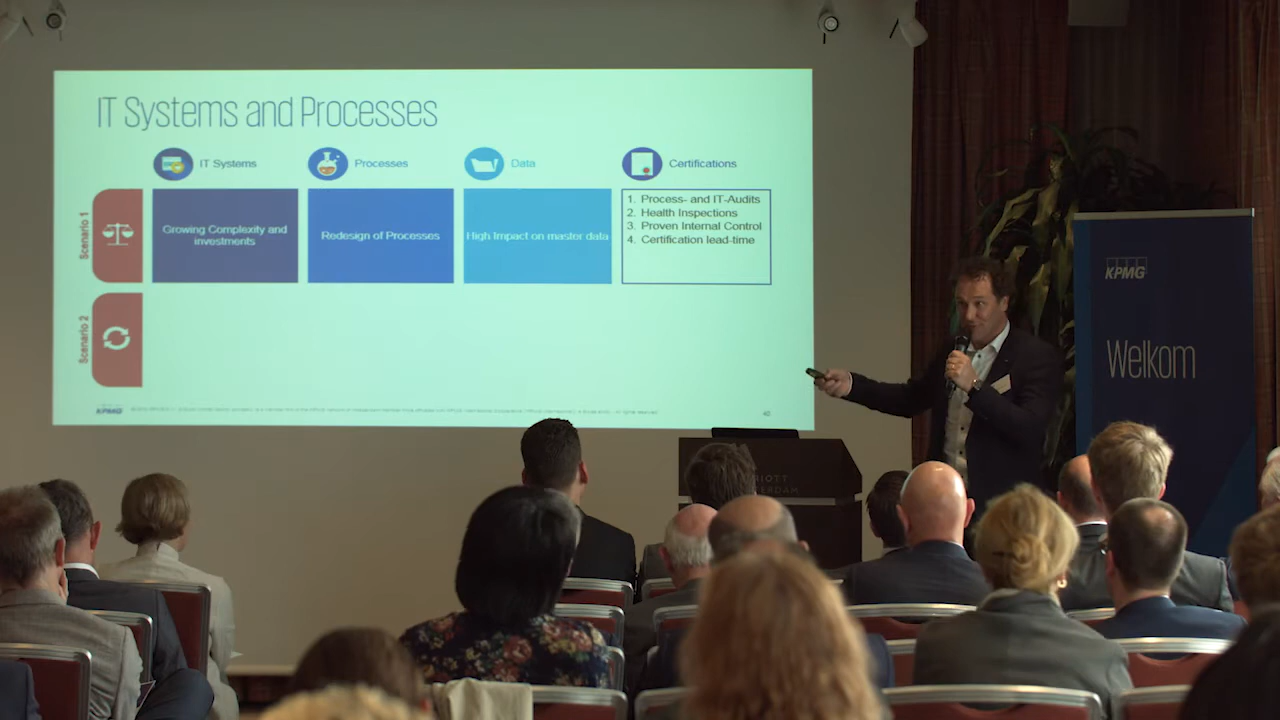 IT Systems and Processes
IT Systems
Processes
Data
Certifications
Scenario 1
Growing Complexity and
investments
Redesign of Processes
High Impact on master data
1. Process- and IT-Audits
2. Health Inspections
3. Proven Internal Control
4. Certification lead-time
Scenario 2
KPMG
KPMG
Welkom